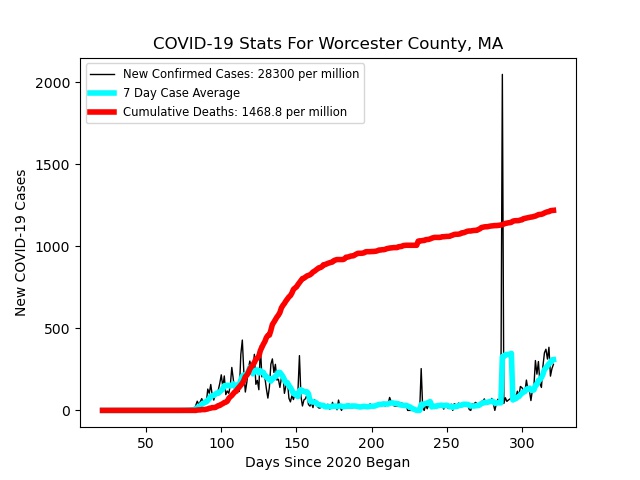 COVID-19 Stats For Worcester County, MA
New Confirmed Cases: 28300 per million
7 Day Case Average
Cumulative Deaths: 1468.8 per million
2000
1500
1000
500
0
New COVID-19 Cases
50 100 150 200 250 300
Days Since 2020 Began